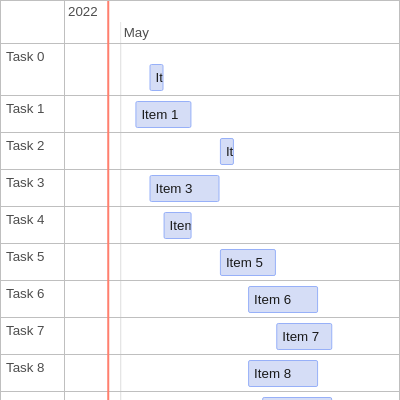 2022
May
Task 0
It
Task 1
Item 1
Task 2
It
Task 3
Item 3
Task 4
Item
Task 5
Item 5
Task 6
Item 6
Task 7
Item 7
Task 8
Item 8